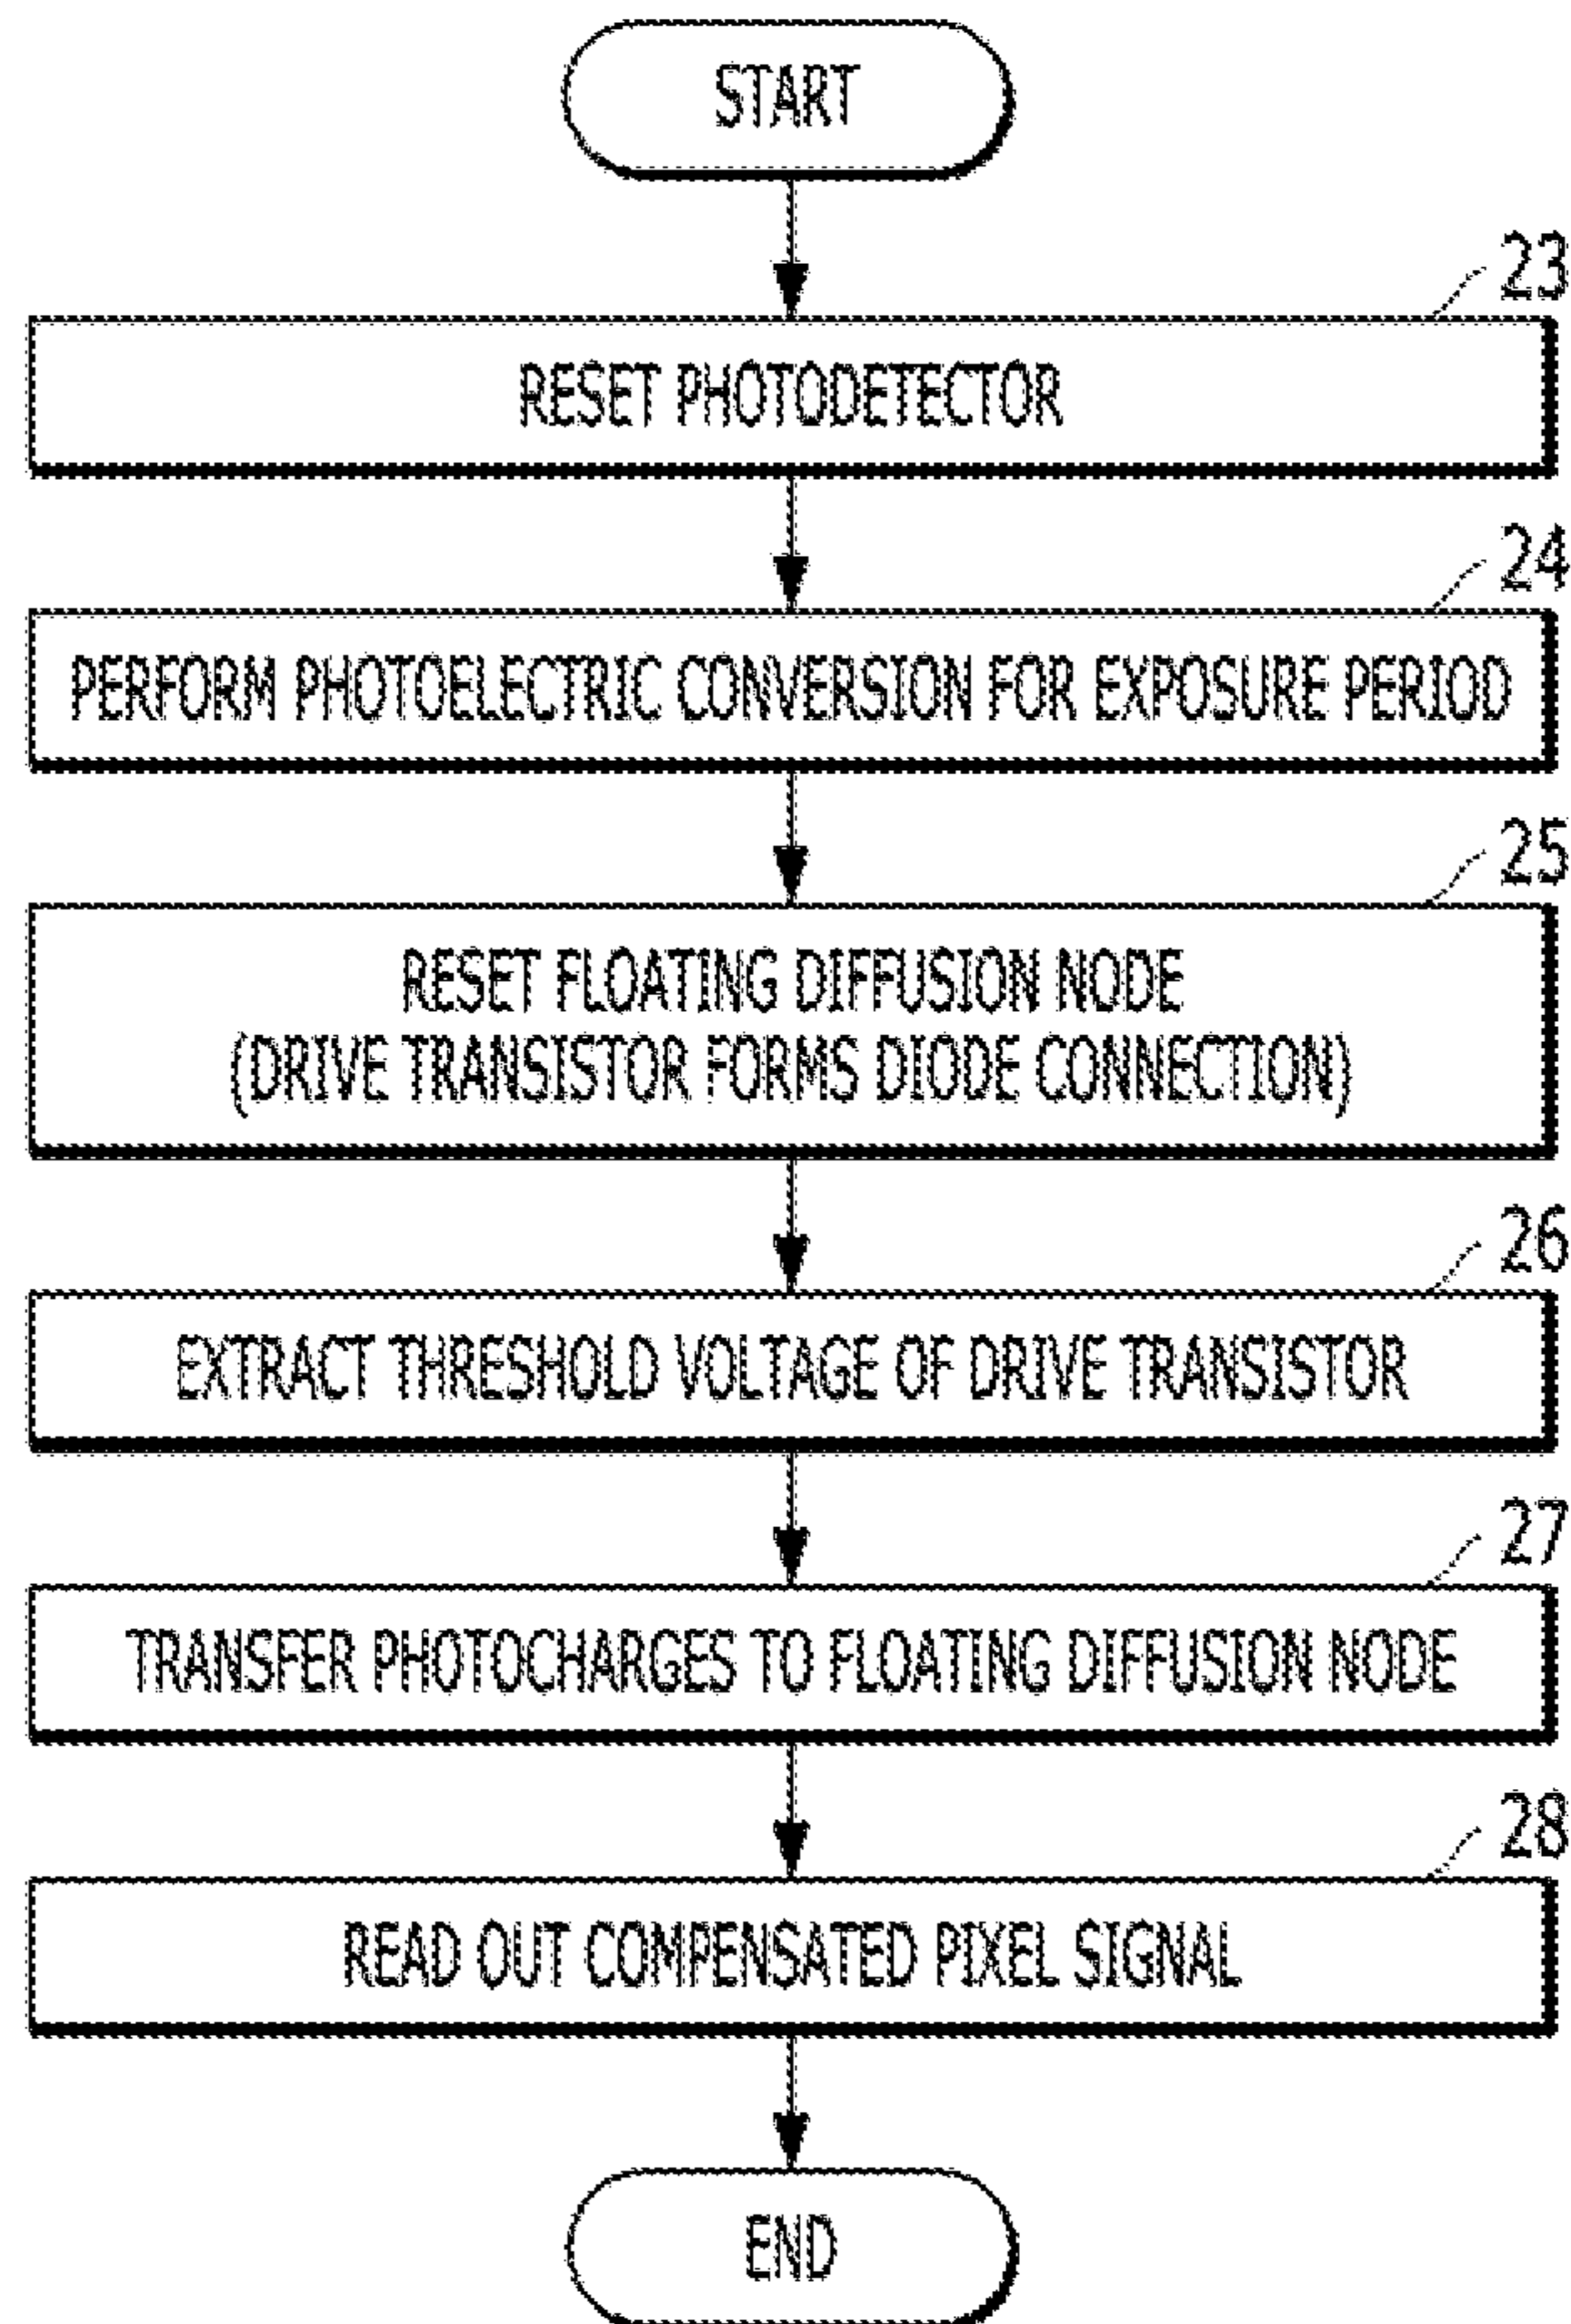 START
23
RESET PHOTODETECTOR
24
PERFORM PHOTOELECTRIC CONVERSION FOR EXPOSURE PERIOD
25
RESET FLOATING DIFFUSION NODE
(DRIVE TRANSISTOR FORMS DIODE CONNECTION)
26
EXTRACT THRESHOLD VOLTAGE OF DRIVE TRANSISTOR
27
TRANSFER PHOTOCHARGES TO FLOATING DIFFUSION NODE
28
READ OUT COMPENSATED PIXEL SIGNAL
END